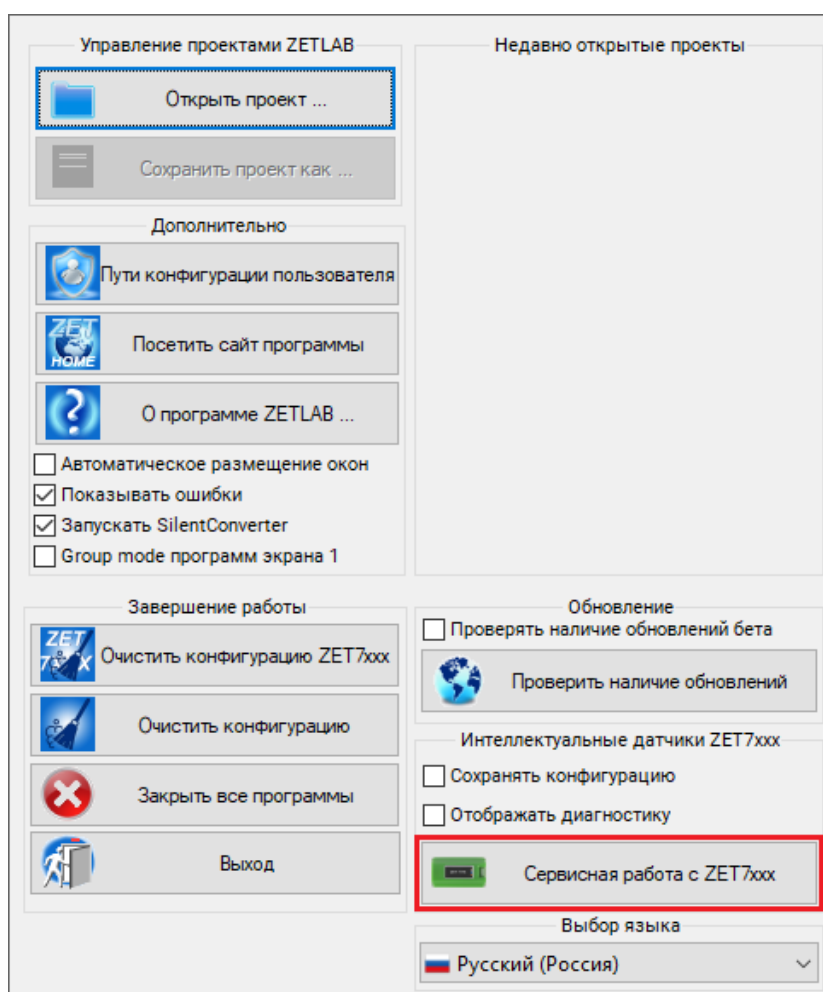 Управление проектами ZETLAB
Открыть проект ...
Сохранить проект как ...
Дополнительно
Пути конфигурации пользователя
ZET
HOME
Посетить сайт программы
О программе ZETLAB ...
Автоматическое размещение окон
Показывать ошибки
Запускать SilentConverter
Group mode программ экрана 1
Завершение работы
ZET
Очистить конфигурацию ZET7xxx
Очистить конфигурацию
Закрыть все программы
Выход
Недавно открытые проекты
Обновление
Проверять наличие обновлений бета
Проверить наличие обновлений
Интеллектуальные датчики ZET7xxx
Сохранять конфигурацию
Отображать диагностику
Сервисная работа с ZET7xxx
Выбор языка
Русский (Россия)